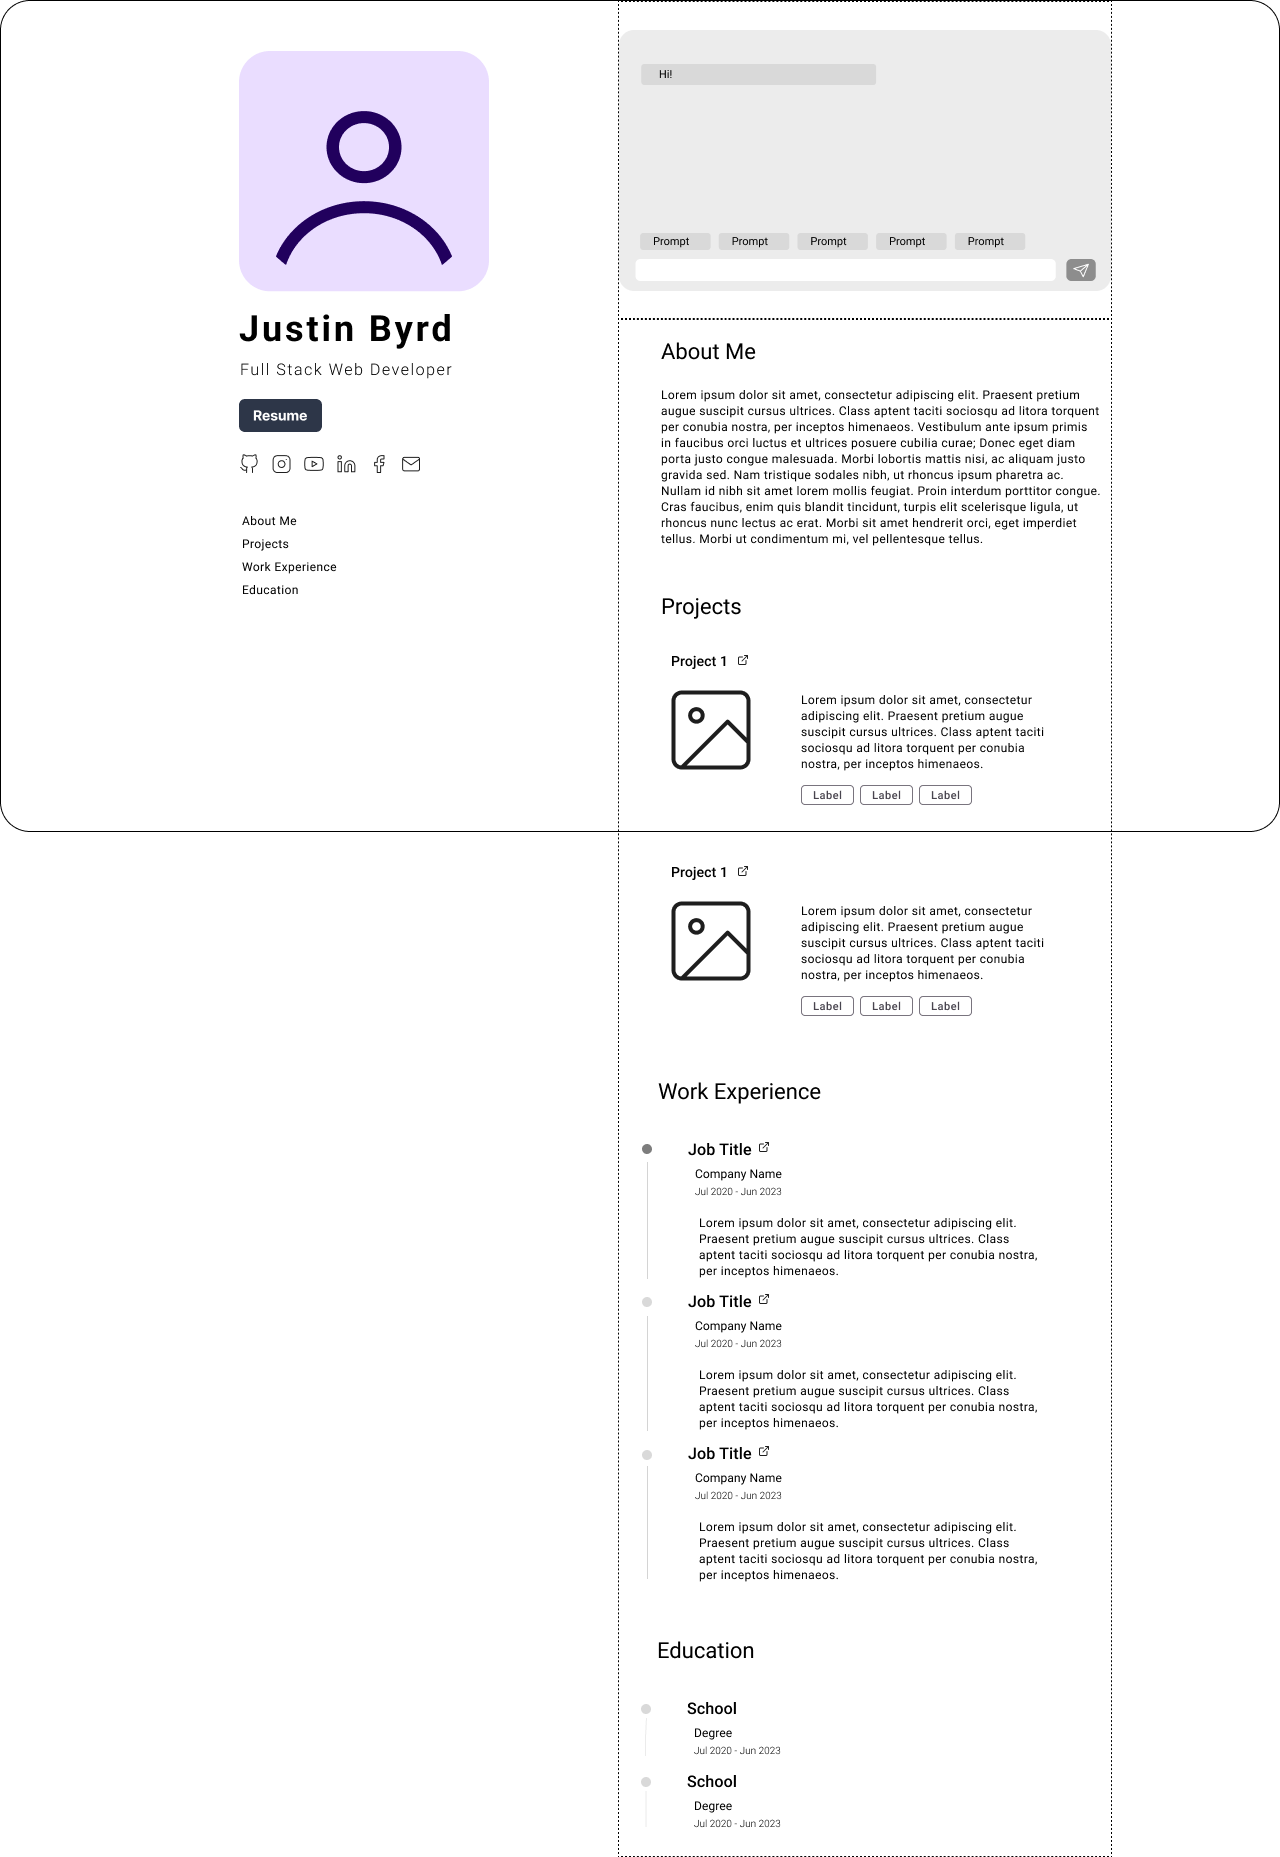 Justin Byrd
Full Stack Web Developer
Resume
About Me
Projects
Work Experience
Education
Hi!
Prompt Prompt Prompt Prompt Prompt
About Me
Lorem ipsum dolor sit amet, consectetur adipiscing elit. Praesent pretium
augue suscipit cursus ultrices. Class aptent taciti sociosqu ad litora torquent
per conubia nostra, per inceptos himenaeos. Vestibulum ante ipsum primis
in faucibus orci luctus et ultrices posuere cubilia curae; Donec eget diam
porta justo congue malesuada. Morbi lobortis mattis nisi, ac aliquam justo
gravida sed. Nam tristique sodales nibh, ut rhoncus ipsum pharetra ac.
Nullam id nibh sit amet lorem mollis feugiat. Proin interdum porttitor congue.
Cras faucibus, enim quis blandit tincidunt, turpis elit scelerisque ligula, ut
rhoncus nunc lectus ac erat. Morbi sit amet hendrerit orci, eget imperdiet
tellus. Morbi ut condimentum mi, vel pellentesque tellus.
Projects
Project 1
Lorem ipsum dolor sit amet, consectetur
adipiscing elit. Praesent pretium augue
suscipit cursus ultrices. Class aptent taciti
sociosqu ad litora torquent per conubia
nostra, per inceptos himenaeos.
Label Label Label
Project 1
Lorem ipsum dolor sit amet, consectetur
adipiscing elit. Praesent pretium augue
suscipit cursus ultrices. Class aptent taciti
sociosqu ad litora torquent per conubia
nostra, per inceptos himenaeos.
Label Label Label
Work Experience
Job Title
Company Name
Jul 2020 - Jun 2023
Lorem ipsum dolor sit amet, consectetur adipiscing elit.
Praesent pretium augue suscipit cursus ultrices. Class
aptent taciti sociosqu ad litora torquent per conubia nostra,
per inceptos himenaeos.
Job Title
Company Name
Jul 2020 - Jun 2023
Lorem ipsum dolor sit amet, consectetur adipiscing elit.
Praesent pretium augue suscipit cursus ultrices. Class
aptent taciti sociosqu ad litora torquent per conubia nostra,
per inceptos himenaeos.
Job Title
Company Name
Jul 2020 - Jun 2023
Lorem ipsum dolor sit amet, consectetur adipiscing elit.
Praesent pretium augue suscipit cursus ultrices. Class
aptent taciti sociosqu ad litora torquent per conubia nostra,
per inceptos himenaeos.
Education
School
Degree
Jul 2020 - Jun 2023
School
Degree
Jul 2020 - Jun 2023